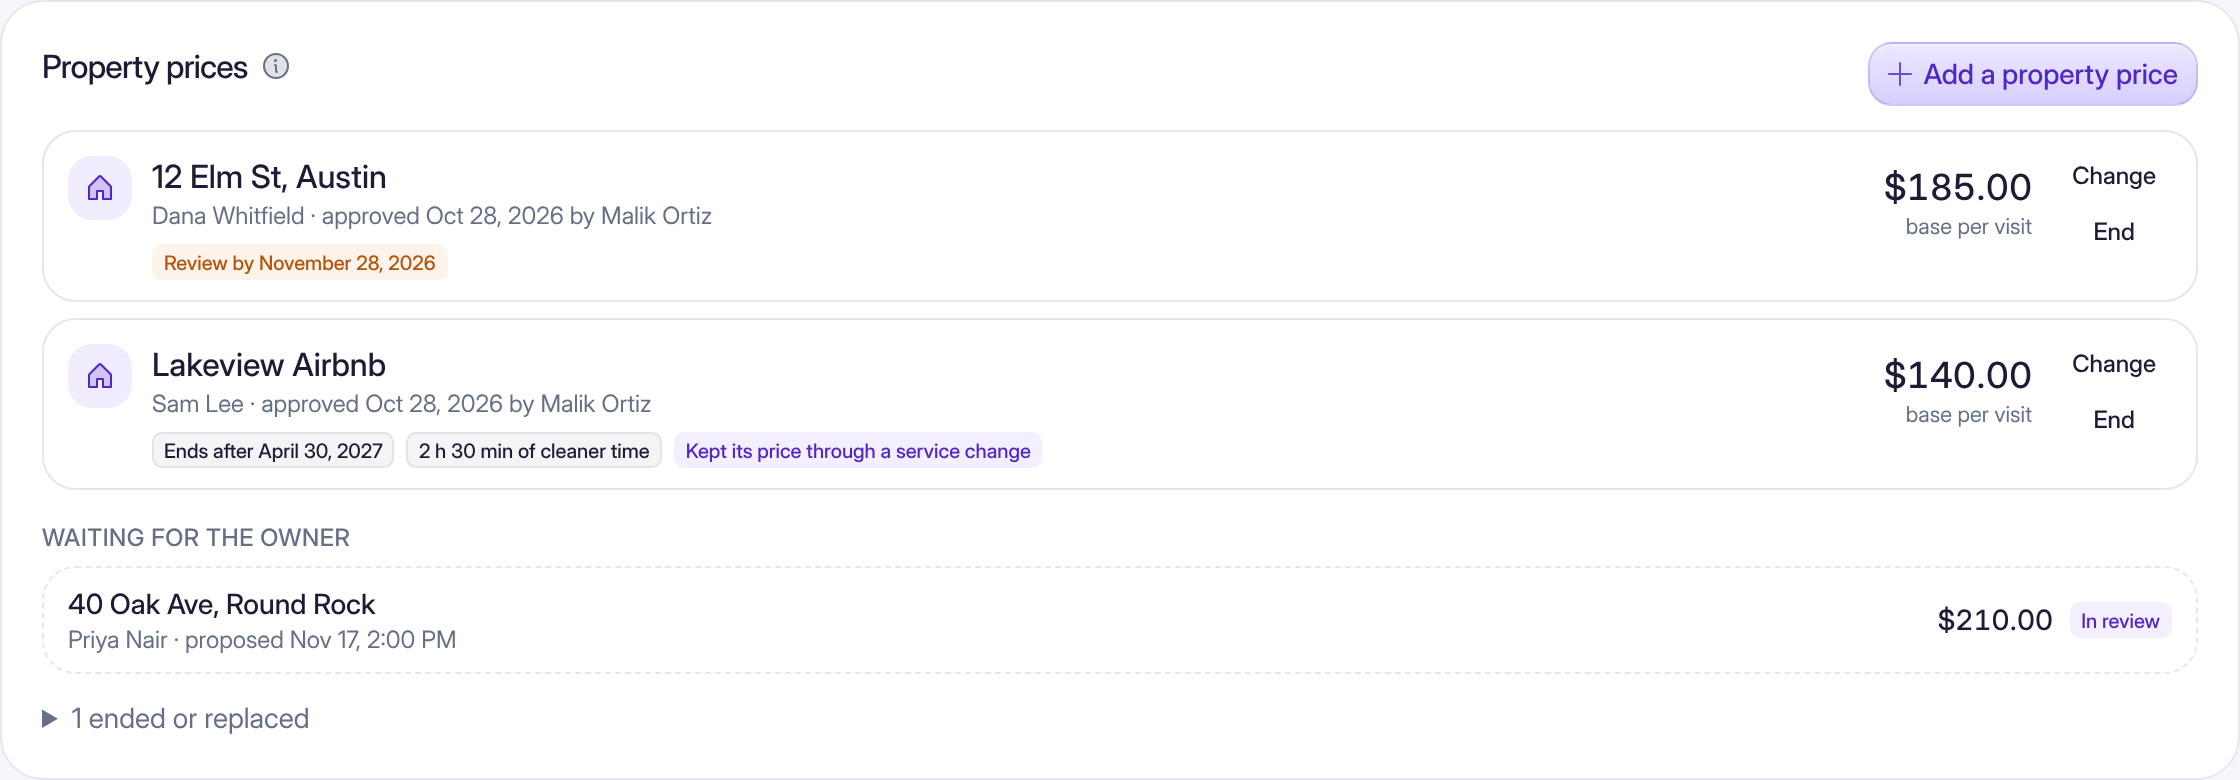 Property prices
Add a property price
12 Elm St, Austin
Dana Whitfield · approved Oct 28, 2026 by Malik Ortiz
Review by November 28, 2026
$185.00
base per visit
Change
End
Lakeview Airbnb
Sam Lee · approved Oct 28, 2026 by Malik Ortiz
Ends after April 30, 2027
2 h 30 min of cleaner time
Kept its price through a service change
$140.00
base per visit
Change
End
WAITING FOR THE OWNER
40 Oak Ave, Round Rock
Priya Nair · proposed Nov 17, 2:00 PM
$210.00
In review
1 ended or replaced